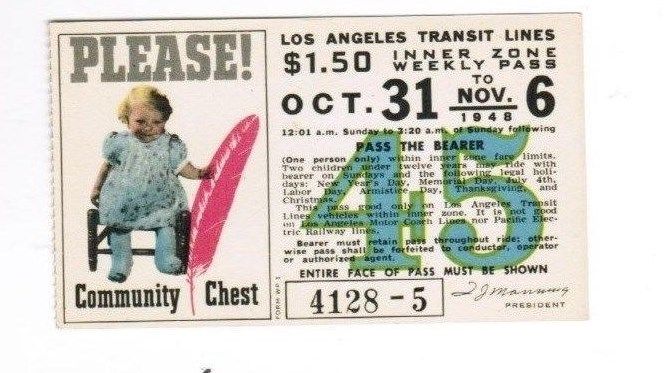 PLEASE!
Community Chest
LOS ANGELES TRANSIT LINES
$1.50 INNER ZONE
WEEKLY PASS
OCT. 31 TO NOV. 6
1948
12:01 a.m. Sunday to 3:20 a.m. of Sunday following
PASS THE BEARER
(One person only) within inner zone fare limits.
Two children under twelve years may ride with
bearer on Sundays and the following legal holi-
days: New Year's Day, Memorial Day, July 4th,
Labor Day, Armistice Day, Thanksgiving, and
Christmas.
This pass good only on Los Angeles Transit
Lines vehicles within inner zone. It is not good
on Los Angeles Motor Coach Lines, nor Pacific Elec-
tric Railway lines.
Bearer must retain pass throughout ride; other-
wise pass shall be forfeited to conductor, operator
or authorized agent.
45
ENTIRE FACE OF PASS MUST BE SHOWN
FORM WP-1
4128-5
PRESIDENT